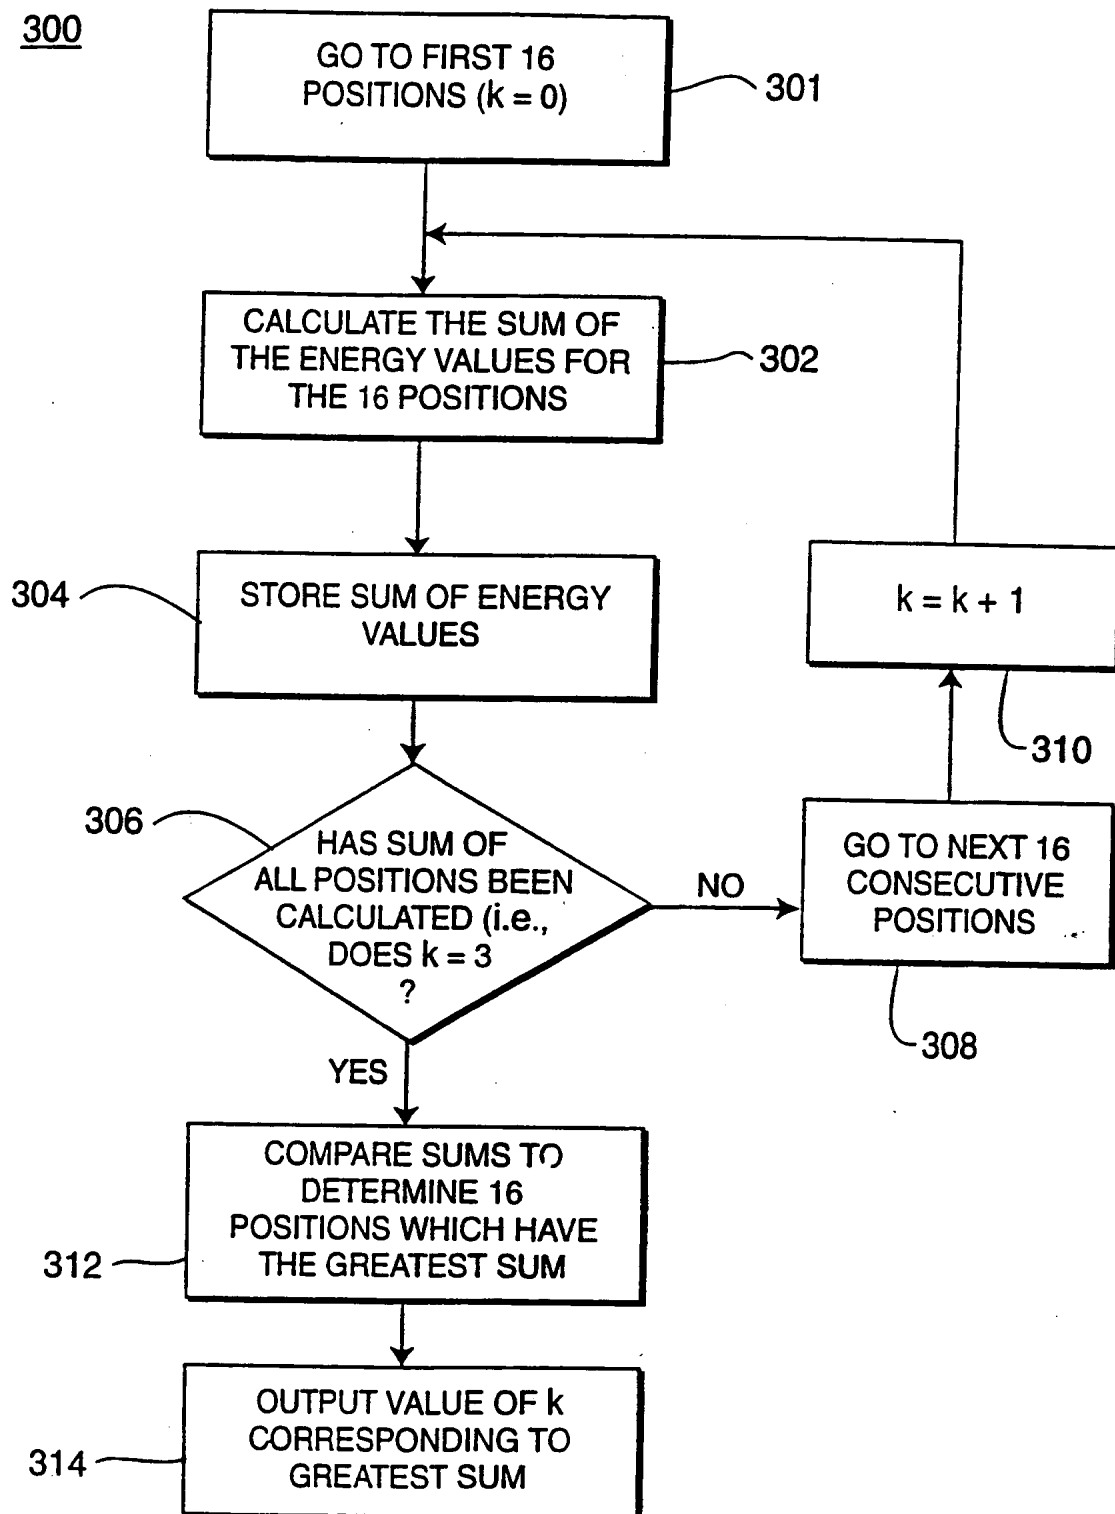 300
GO TO FIRST 16
POSITIONS (k = 0)
301
CALCULATE THE SUM OF
THE ENERGY VALUES FOR
THE 16 POSITIONS
302
304
STORE SUM OF ENERGY
VALUES
k = k + 1
310
306
HAS SUM OF
ALL POSITIONS BEEN
CALCULATED (i.e.,
DOES k = 3
?
NO
GO TO NEXT 16
CONSECUTIVE
POSITIONS
308
YES
COMPARE SUMS TO
DETERMINE 16
POSITIONS WHICH HAVE
THE GREATEST SUM
312
OUTPUT VALUE OF k
CORRESPONDING TO
GREATEST SUM
314